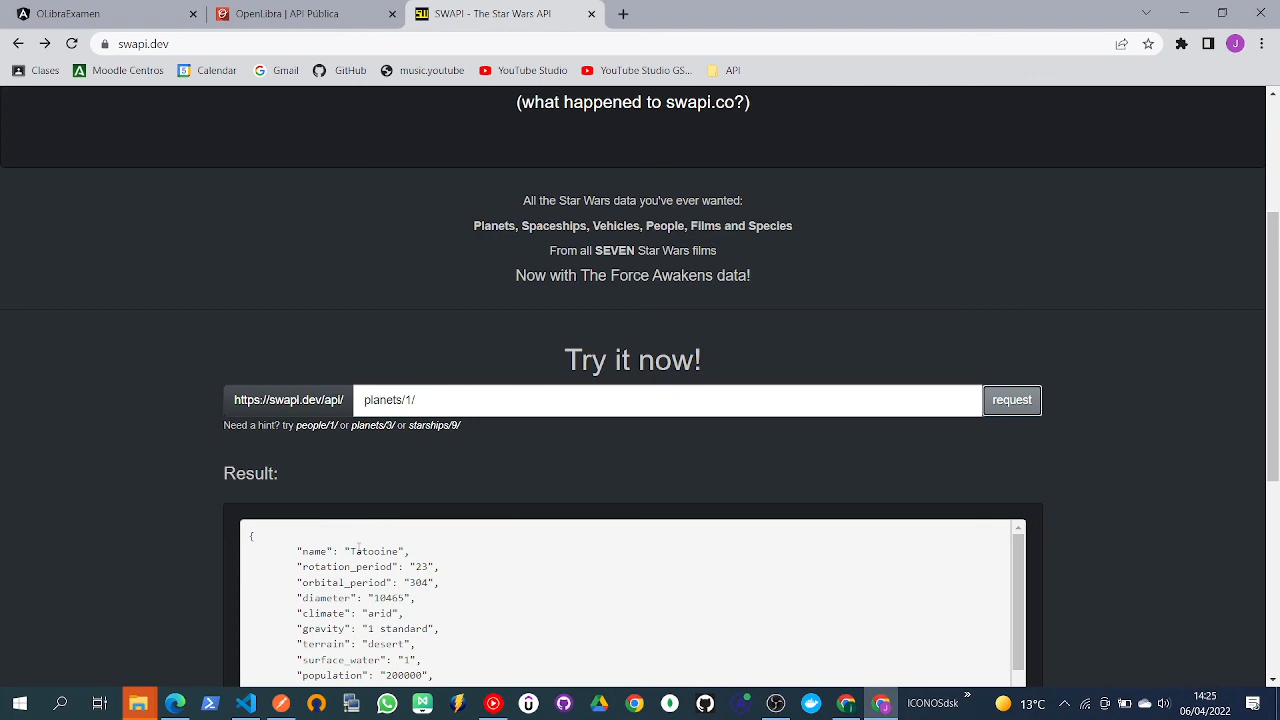 OLibraExamen
OpenLibra | API Pública
SWAPI - The Star Wars API
swapi.dev
Clases
Moodle Centros
Calendar
Gmail
GitHub
music.youtube
YouTube Studio
YouTube Studio GS...
API
(what happened to swapi.co?)
All the Star Wars data you've ever wanted:
Planets, Spaceships, Vehicles, People, Films and Species
From all SEVEN Star Wars films
Now with The Force Awakens data!
Try it now!
https://swapi.dev/api/ planets/1/ request
Need a hint? try people/1/ or planets/3/ or starships/9/
Result:
{
"name": "Tatooine",
"rotation_period": "23",
"orbital_period": "304",
"diameter": "10465",
"climate": "arid",
"gravity": "1 standard",
"terrain": "desert",
"surface_water": "1",
"population": "200000",
ICONOSdsk
13°C
14:25
06/04/2022